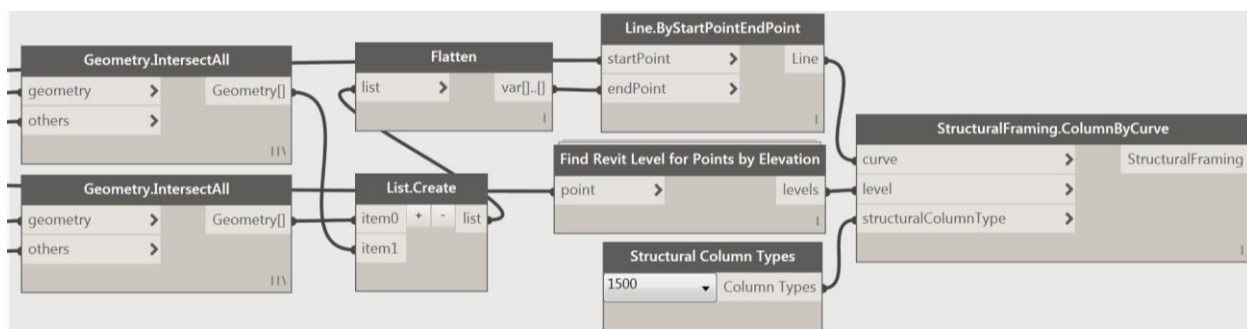 Geometry.IntersectAll
geometry >
Geometry[]
others >
Geometry.IntersectAll
geometry >
Geometry[]
others >
Flatten
list >
var[]..[]
List.Create
item0 + - list
item1
Line.ByStartPointEndPoint
startPoint > Line
endPoint >
Find Revit Level for Points by Elevation
point > levels
Structural Column Types
1500 Column Types
StructuralFraming.ColumnByCurve
curve > StructuralFraming
level >
structuralColumnType >